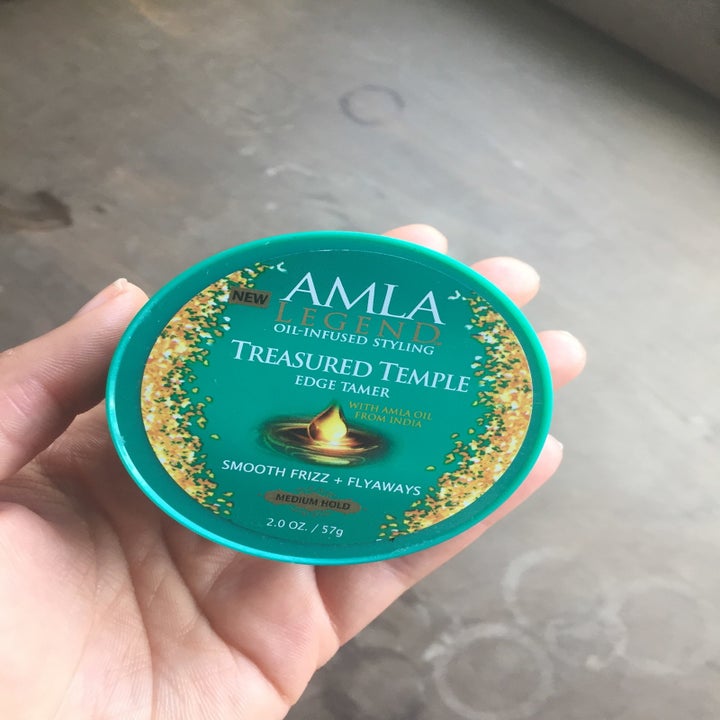 NEW
AMLA
LEGEND®
OIL-INFUSED STYLING
TREASURED TEMPLE
EDGE TAMER
WITH AMLA OIL
FROM INDIA
SMOOTH FRIZZ + FLYAWAYS
MEDIUM HOLD
2.0 OZ. / 57g